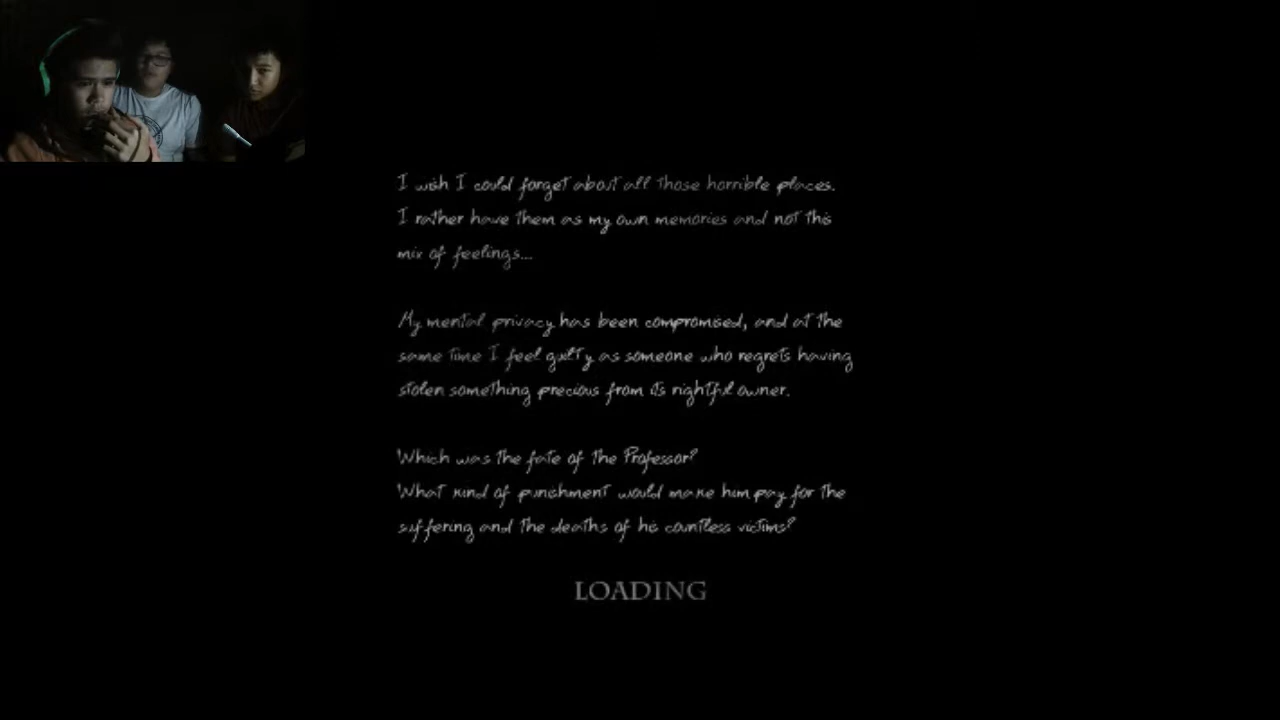 I wish I could forget about all those horrible places.
I rather have them as my own memories and not this
mix of feelings...
My mental privacy has been compromised, and at the
same time I feel guilty as someone who regrets having
stolen something precious from its rightful owner.
Which was the fate of the Professor?
What kind of punishment would make him pay for the
suffering and the deaths of his countless victims?
LOADING